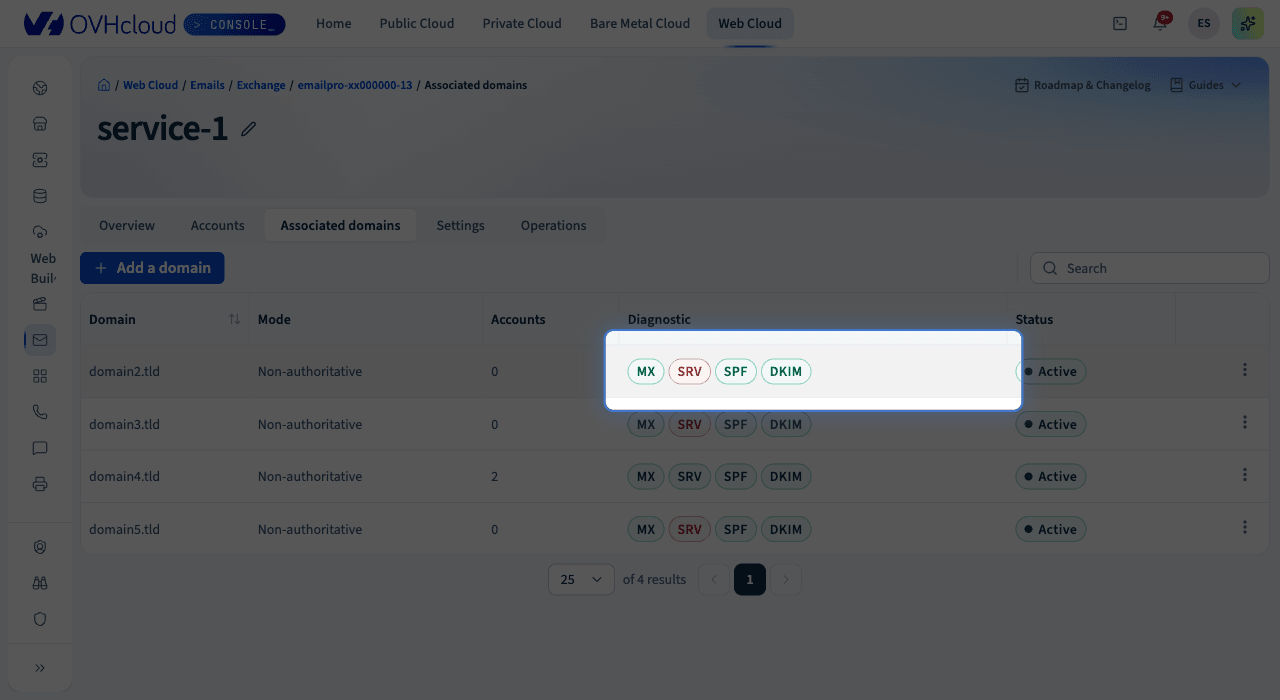 OVHcloud > CONSOLE_ Home Public Cloud Private Cloud Bare Metal Cloud Web Cloud 9+ ES
/ Web Cloud / Emails / Exchange / emailpro-xx000000-13 / Associated domains Roadmap & Changelog Guides
service-1
Overview Accounts Associated domains Settings Operations
Web
Buil
+ Add a domain Search
Domain Mode Accounts Diagnostic Status
domain2.tld Non-authoritative 0 MX SRV SPF DKIM Active
domain3.tld Non-authoritative 0 MX SRV SPF DKIM Active
domain4.tld Non-authoritative 2 MX SRV SPF DKIM Active
domain5.tld Non-authoritative 0 MX SRV SPF DKIM Active
25 of 4 results 1